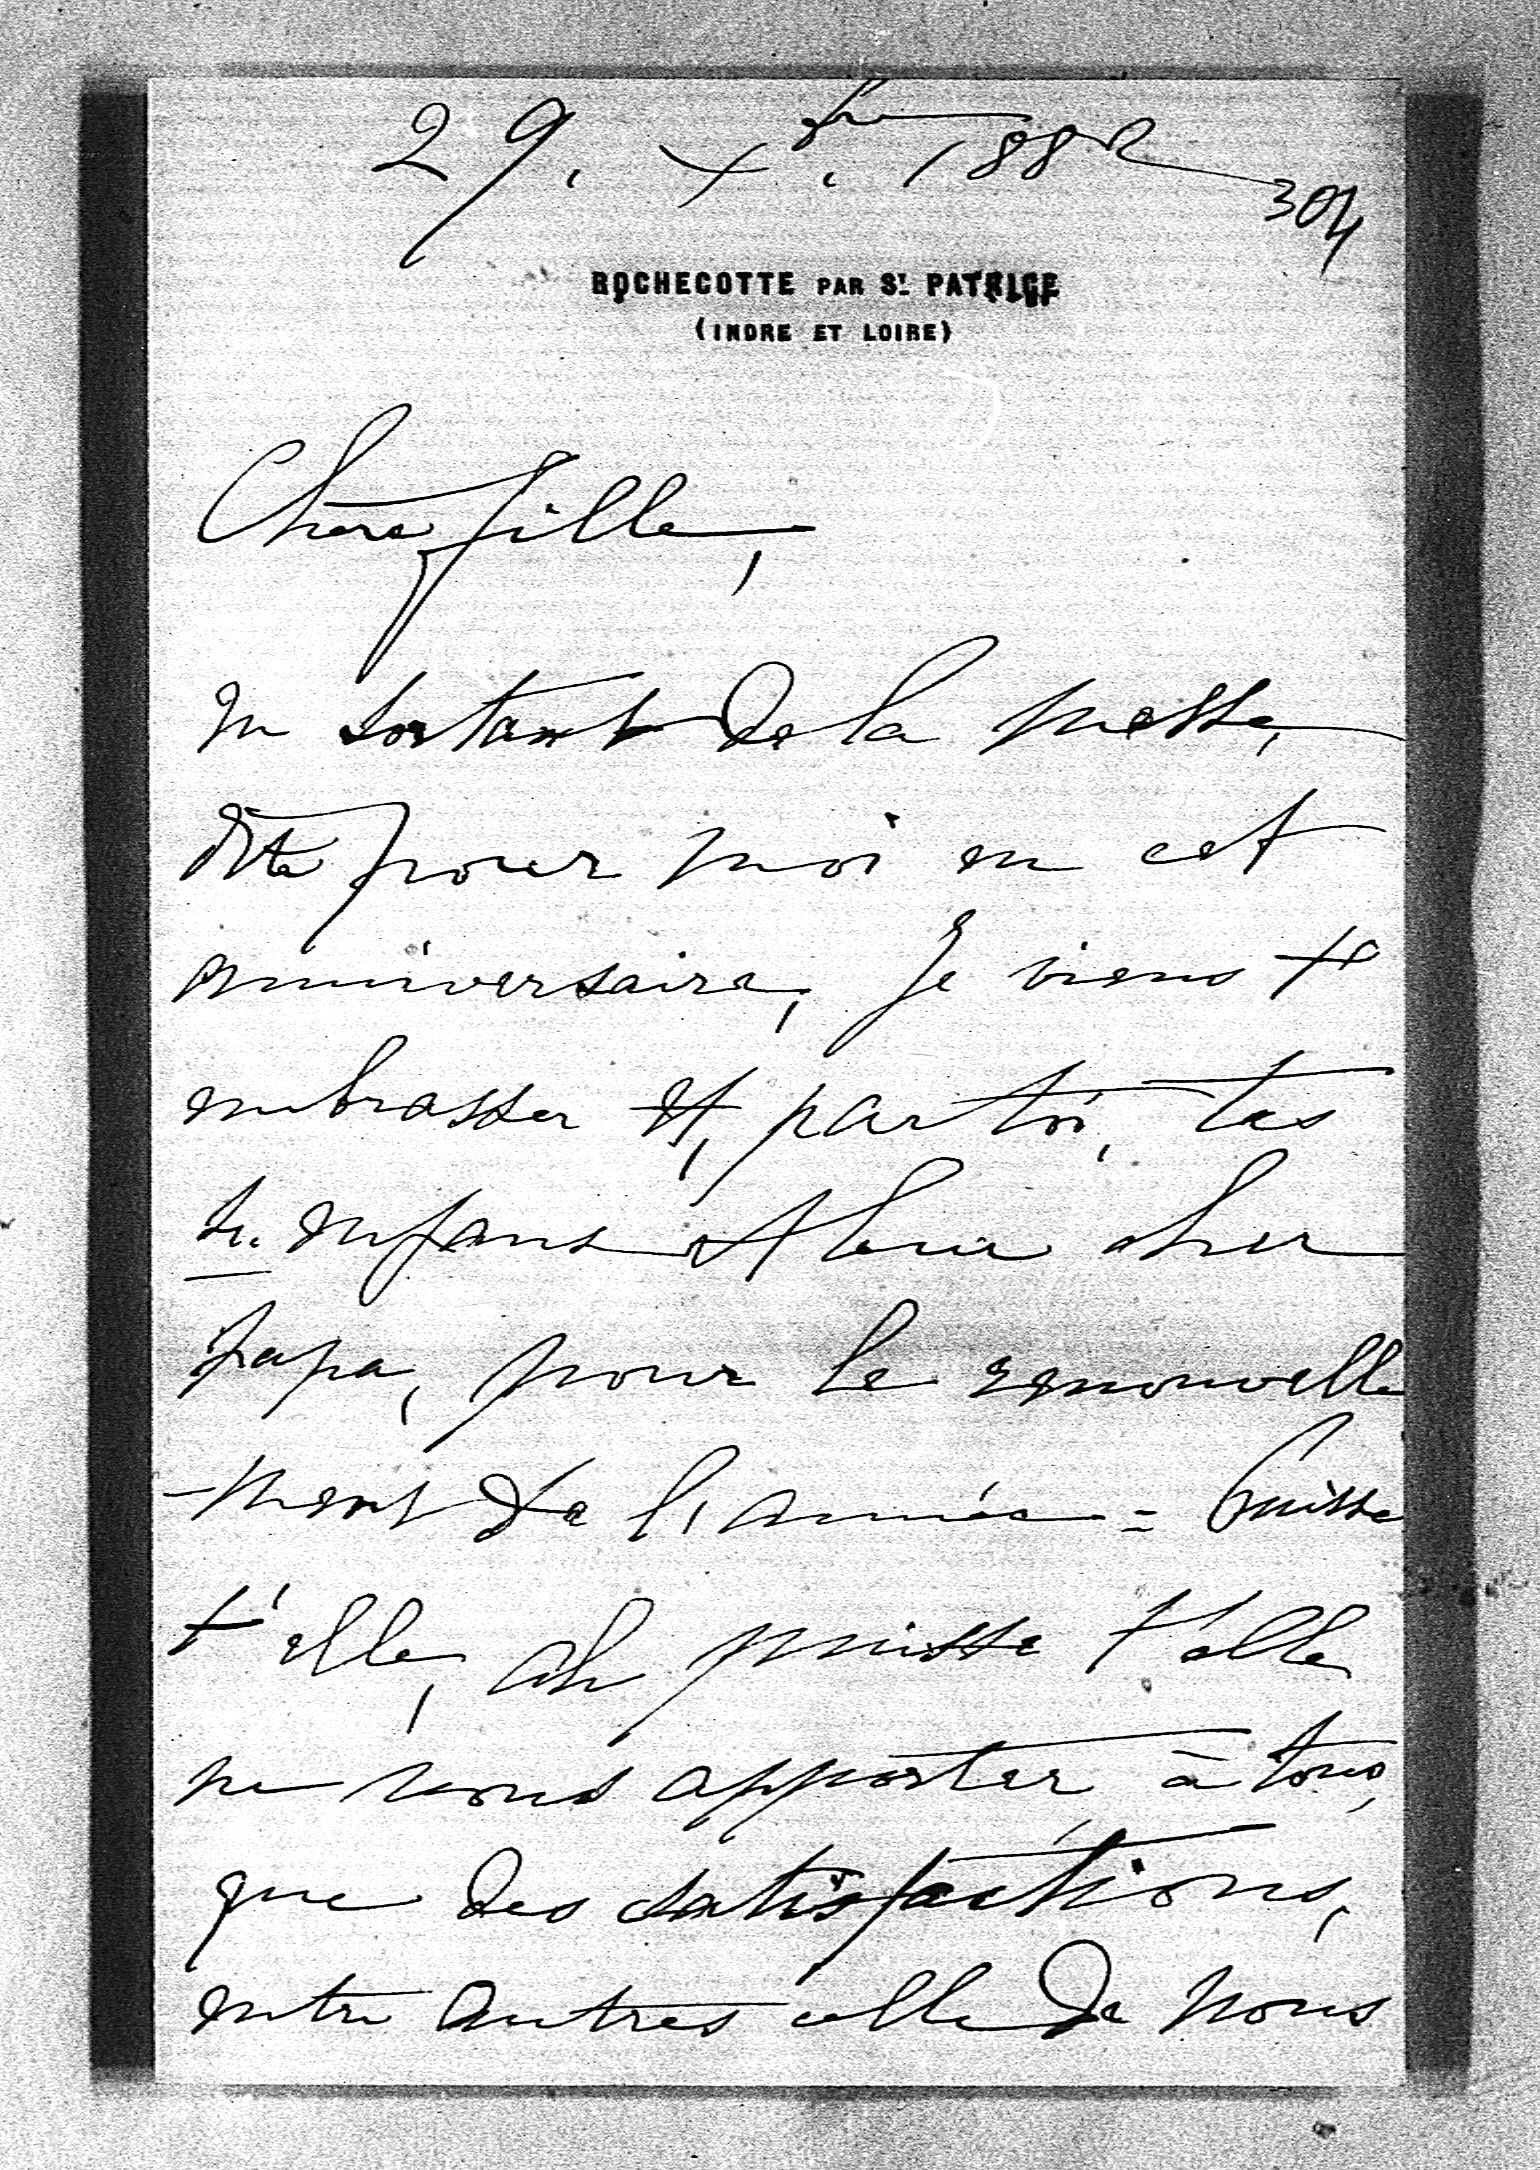 29. Xbre. 1882
304
ROCHECOTTE PAR St. PATRICE
(INDRE ET LOIRE)
Chère fille,
en sortant de la messe,
dite pour moi en cet
anniversaire, je viens te
embrasser et, par toi, tes
enfans et leur cher
papa, pour le renouvelle
-ment de l'année = Puisse
t'elle, ah puisse t'elle
ne nous apporter à tous,
que des satisfactions,
entre autres celle de nous